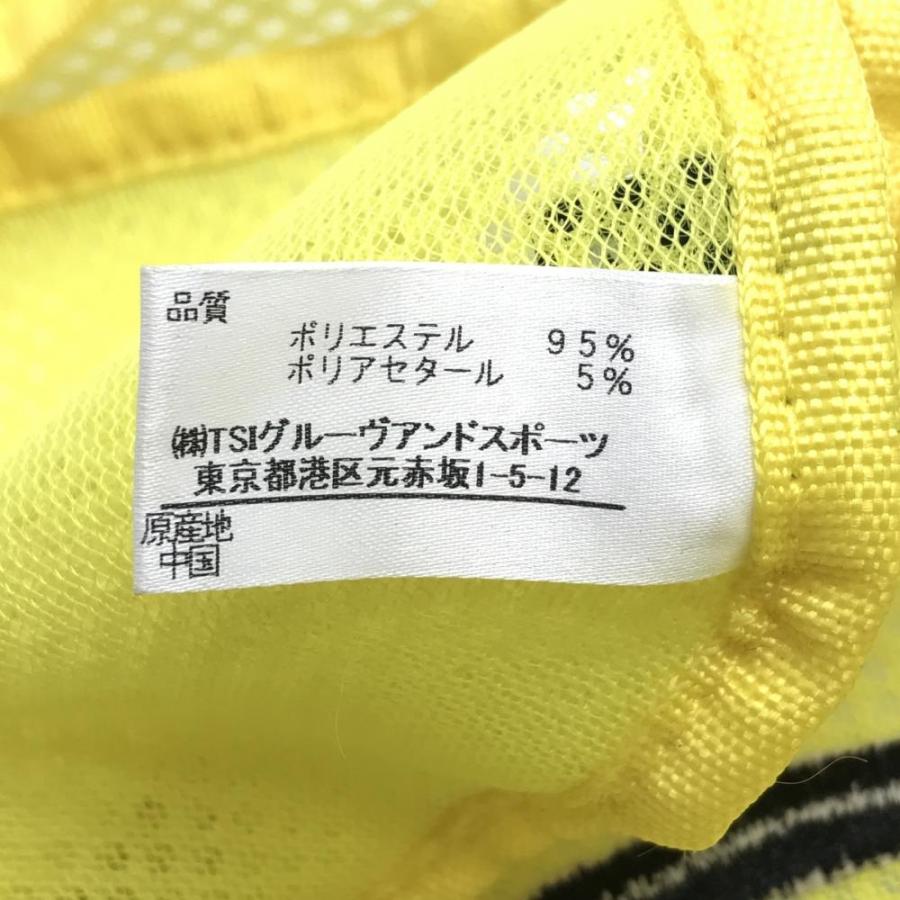 品質
ポリエステル 95%
ポリアセタール 5%
㈱TSIグルーヴアンドスポーツ
東京都港区元赤坂1-5-12
原産地
中国